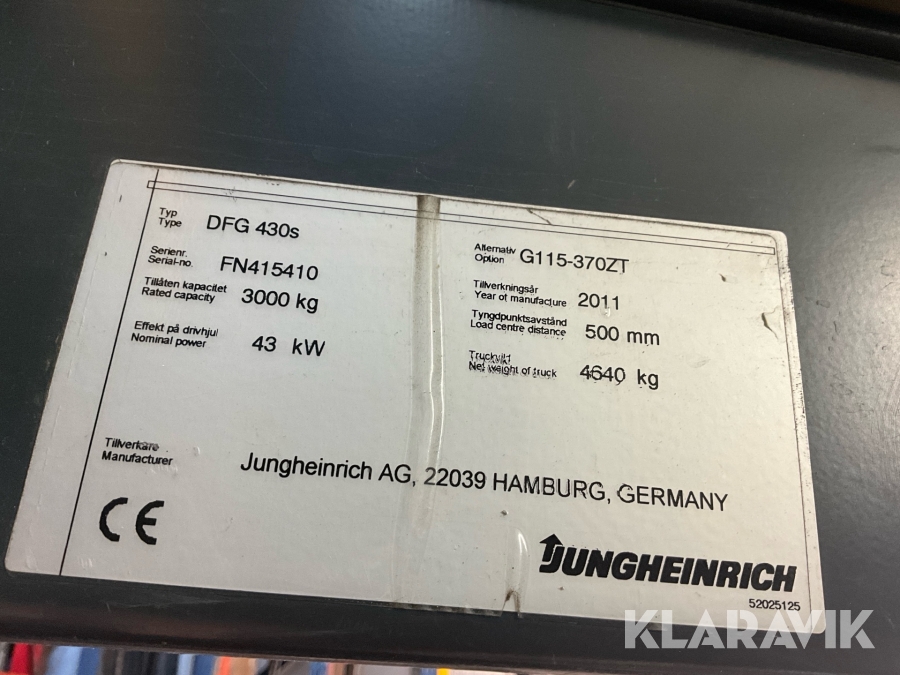 Typ
Type
DFG 430s
Serienr.
Serial-no.
FN415410
Tillåten kapacitet
Rated capacity
3000 kg
Effekt på drivhjul
Nominal power
43 kW
Alternativ
Option
G115-370ZT
Tillverkningsår
Year of manufacture
2011
Tyngdpunktsavstånd
Load centre distance
500 mm
Truckvikt
Net weight of truck
4640 kg
Tillverkare
Manufacturer
Jungheinrich AG, 22039 HAMBURG, GERMANY
CE
JUNGHEINRICH
52025125
KLARAVIK